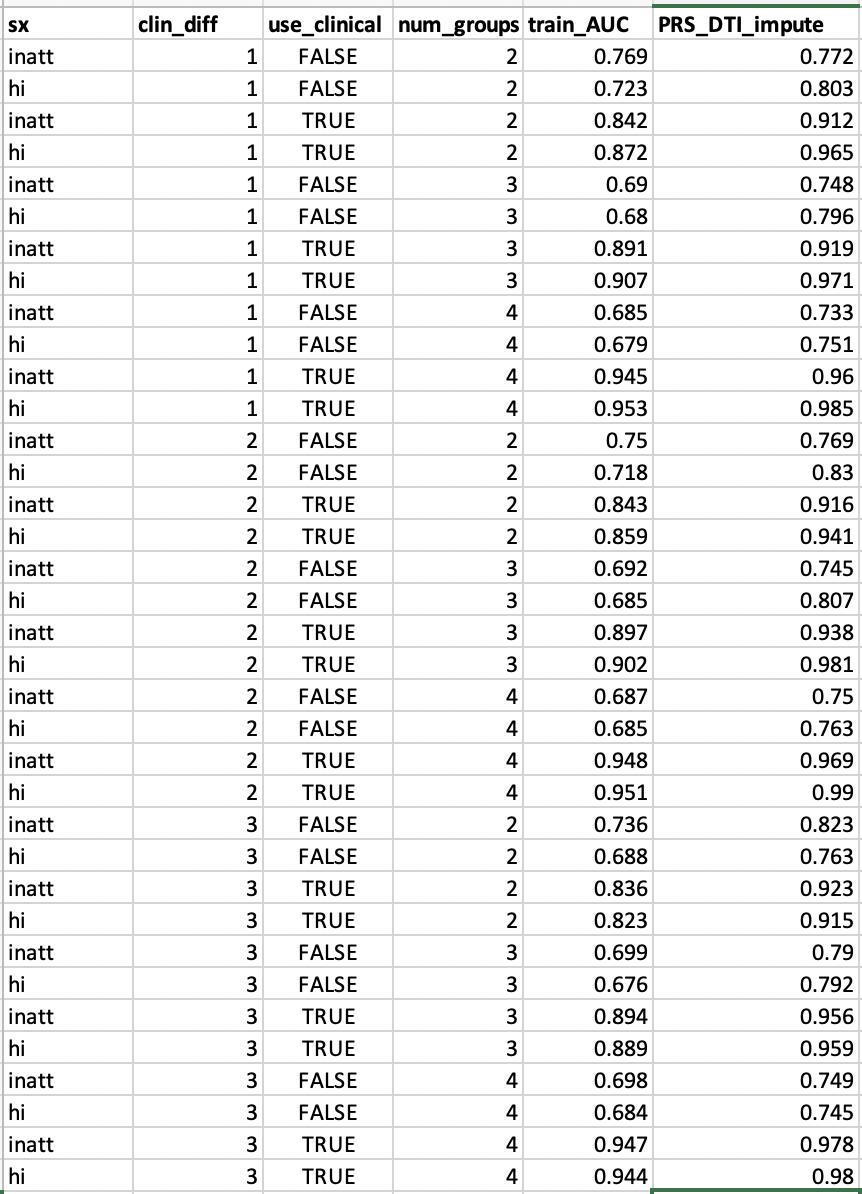 sx clin_diff use_clinical num_groups train_AUC PRS_DTI_impute
inatt 1 FALSE 2 0.769 0.772
hi 1 FALSE 2 0.723 0.803
inatt 1 TRUE 2 0.842 0.912
hi 1 TRUE 2 0.872 0.965
inatt 1 FALSE 3 0.69 0.748
hi 1 FALSE 3 0.68 0.796
inatt 1 TRUE 3 0.891 0.919
hi 1 TRUE 3 0.907 0.971
inatt 1 FALSE 4 0.685 0.733
hi 1 FALSE 4 0.679 0.751
inatt 1 TRUE 4 0.945 0.96
hi 1 TRUE 4 0.953 0.985
inatt 2 FALSE 2 0.75 0.769
hi 2 FALSE 2 0.718 0.83
inatt 2 TRUE 2 0.843 0.916
hi 2 TRUE 2 0.859 0.941
inatt 2 FALSE 3 0.692 0.745
hi 2 FALSE 3 0.685 0.807
inatt 2 TRUE 3 0.897 0.938
hi 2 TRUE 3 0.902 0.981
inatt 2 FALSE 4 0.687 0.75
hi 2 FALSE 4 0.685 0.763
inatt 2 TRUE 4 0.948 0.969
hi 2 TRUE 4 0.951 0.99
inatt 3 FALSE 2 0.736 0.823
hi 3 FALSE 2 0.688 0.763
inatt 3 TRUE 2 0.836 0.923
hi 3 TRUE 2 0.823 0.915
inatt 3 FALSE 3 0.699 0.79
hi 3 FALSE 3 0.676 0.792
inatt 3 TRUE 3 0.894 0.956
hi 3 TRUE 3 0.889 0.959
inatt 3 FALSE 4 0.698 0.749
hi 3 FALSE 4 0.684 0.745
inatt 3 TRUE 4 0.947 0.978
hi 3 TRUE 4 0.944 0.98